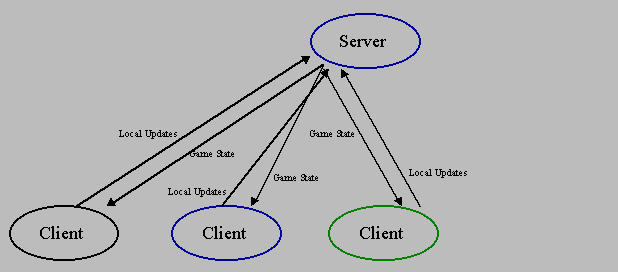 Server
Local Updates
Game State
Game State
Local Updates
Game State
Local Updates
Client
Client
Client